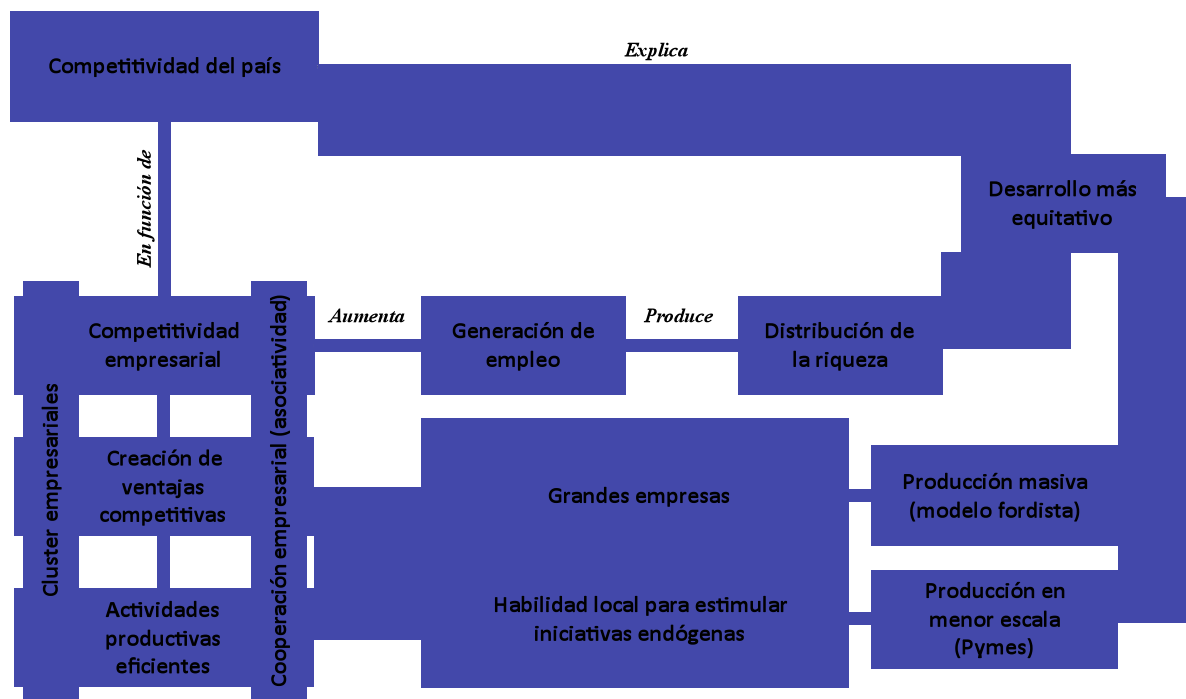 Explica
Competitividad del país
En función de
Desarrollo más
equitativo
Aumenta
Produce
Competitividad
empresarial
Generación de
empleo
Distribución de
la riqueza
Cluster empresariales
Cooperación empresarial (asociatividad)
Creación de
ventajas
competitivas
Grandes empresas
Producción masiva
(modelo fordista)
Actividades
productivas
eficientes
Habilidad local para estimular
iniciativas endógenas
Producción en
menor escala
(Pymes)